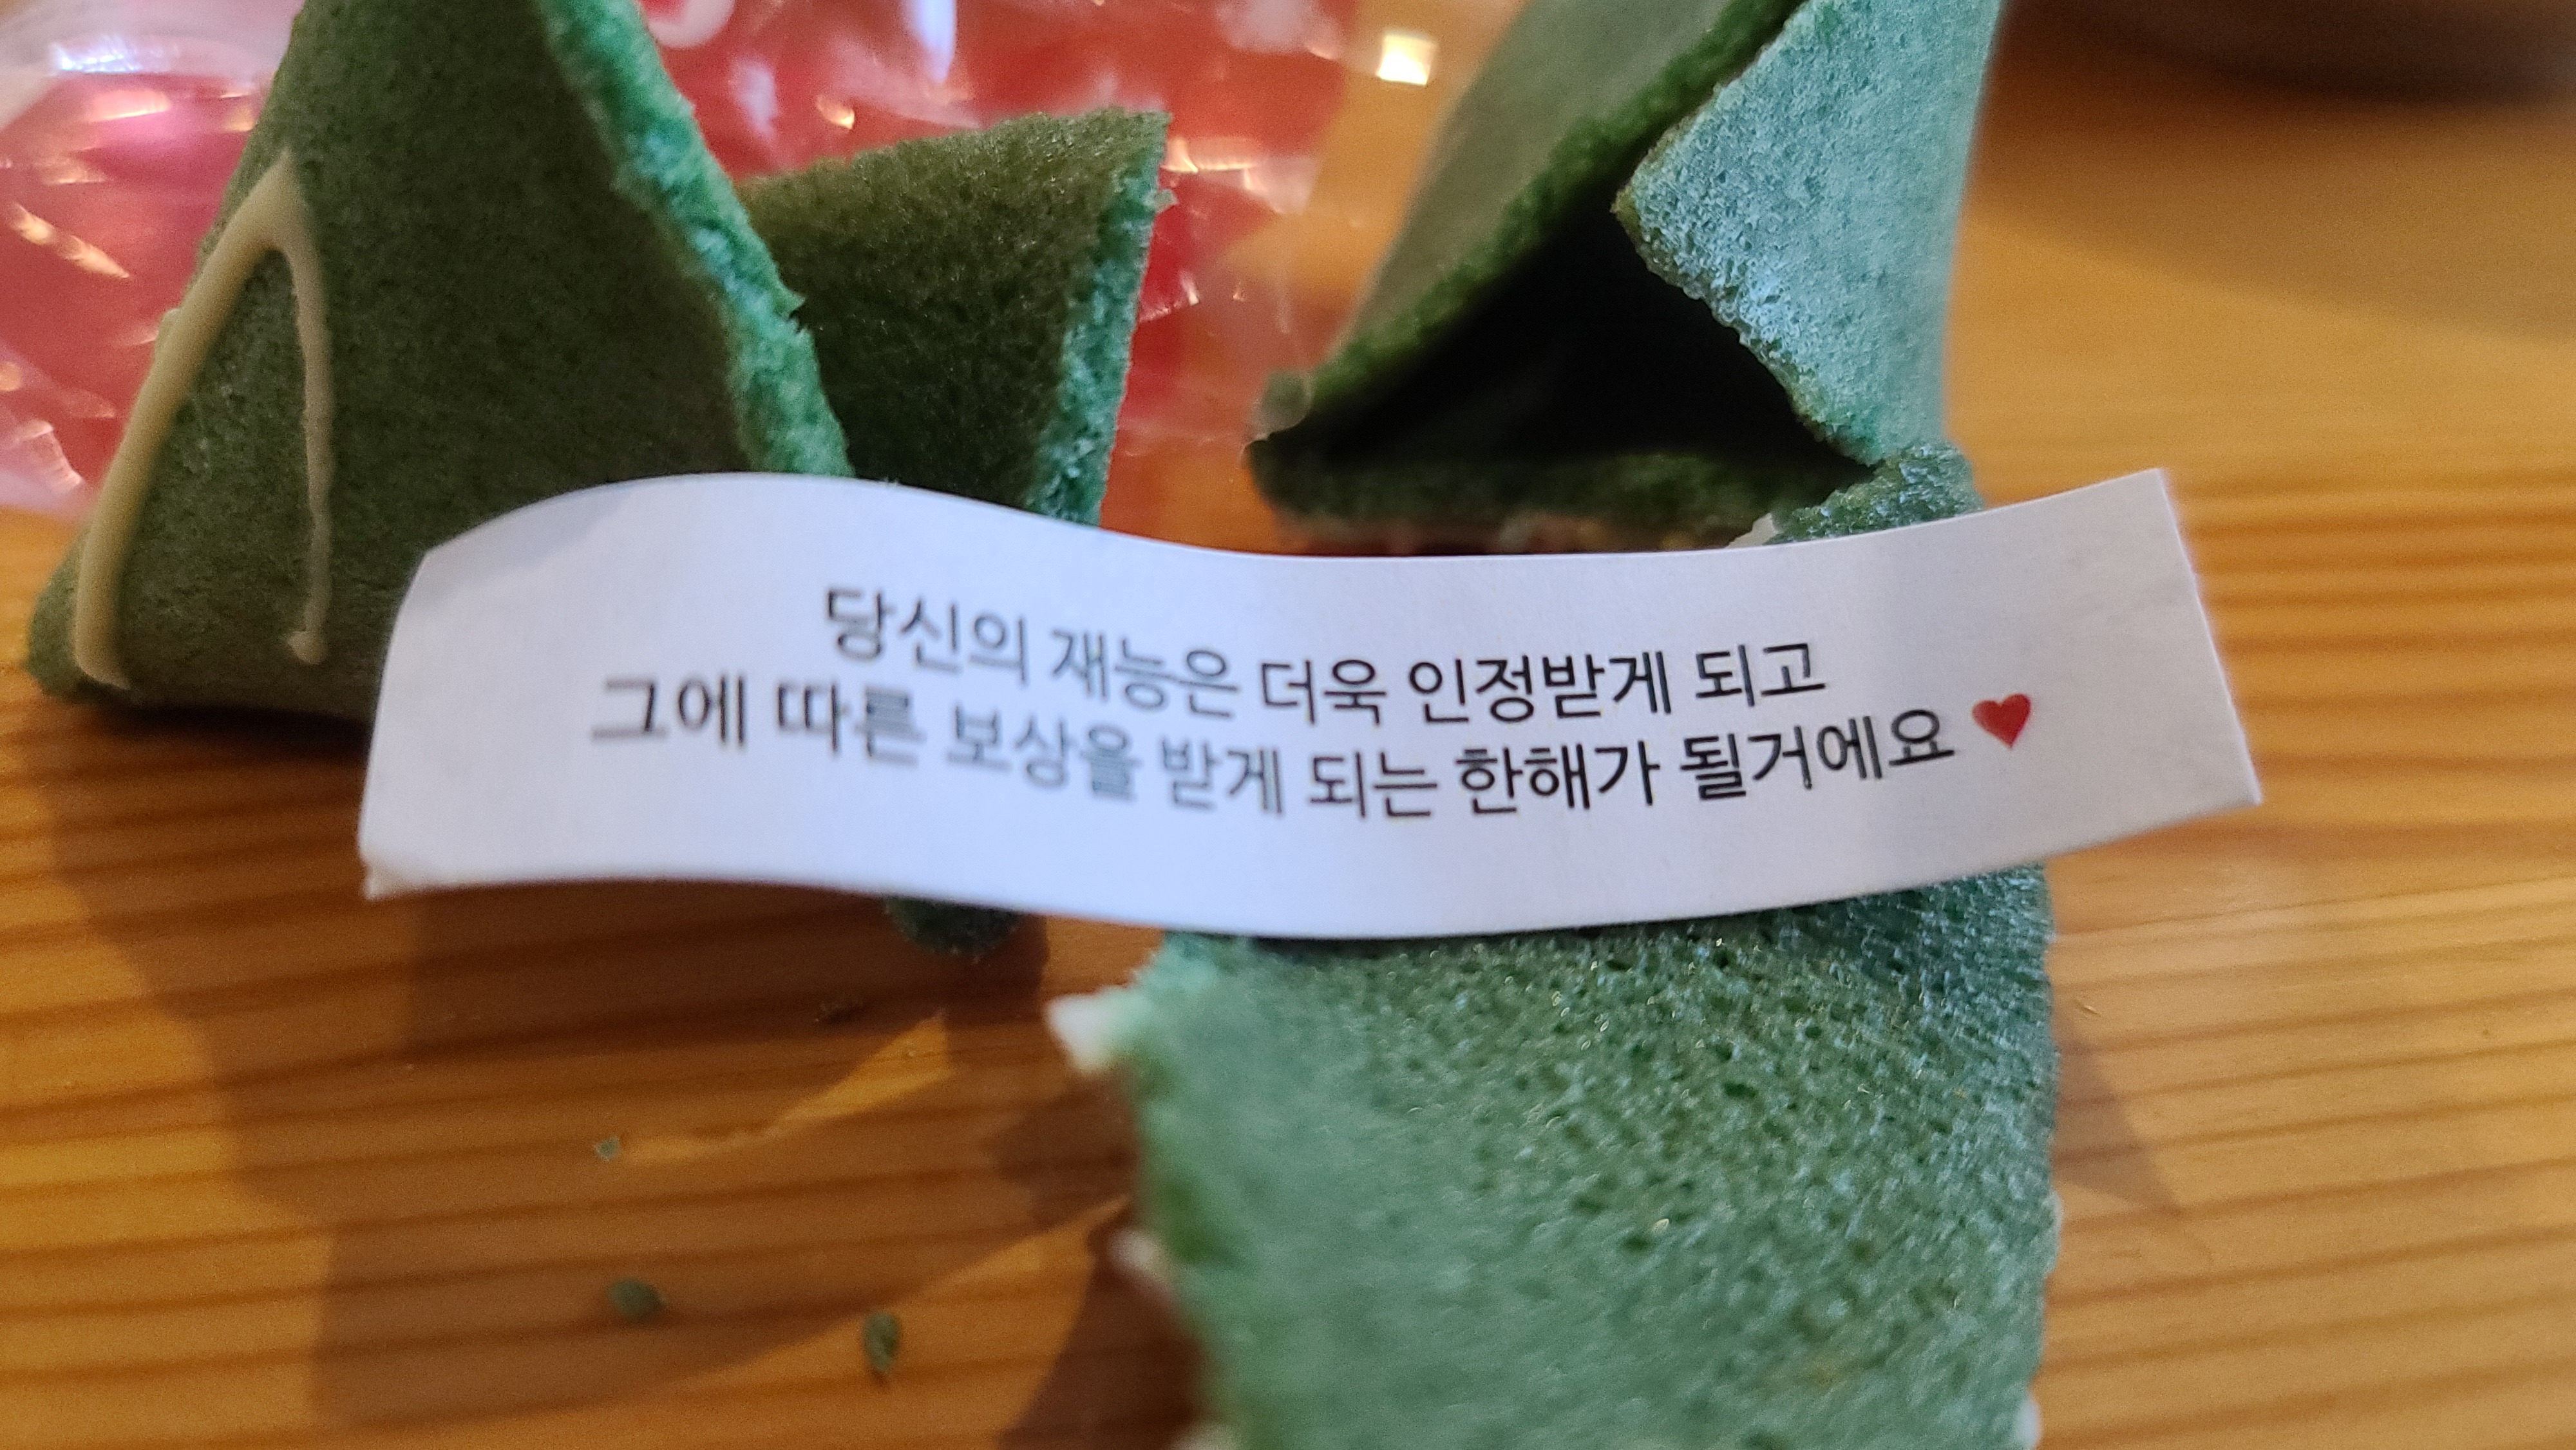 당신의 재능은 더욱 인정받게 되고
그에 따른 보상을 받게 되는 한해가 될거에요 ♥